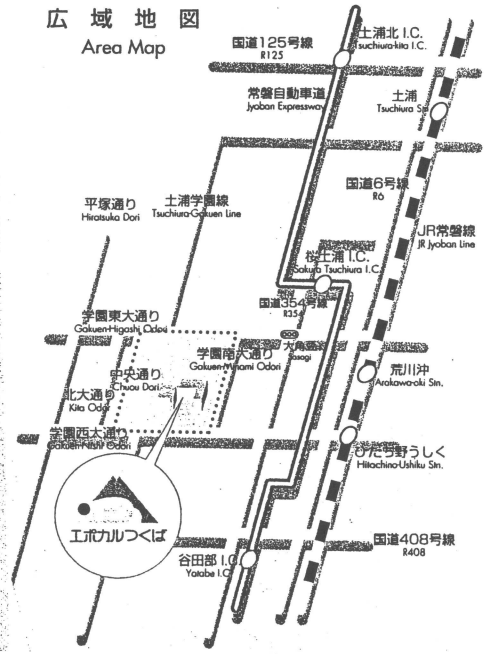 広域地図
Area Map
国道125号線
R125
土浦北 I.C.
Tsuchiura-kita I.C.
常磐自動車道
Jyoban Expressway
土浦
Tsuchiura Stn.
国道6号線
R6
平塚通り
Hiratsuka Dori
土浦学園線
Tsuchiura-Gakuen Line
JR常磐線
JR Jyoban Line
桜土浦 I.C.
Sakura Tsuchiura I.C.
国道354号線
R354
学園東大通り
Gakuen-Higashi Odori
学園南大通り
Gakuen-Minami Odori
大角豆
Sasagi
中央通り
Chuou Dori
荒川沖
Arakawa-oki Stn.
北大通り
Kita Odori
学園西大通り
Gakuen-Nishi Odori
ひたち野うしく
Hitachino-Ushiku Stn.
エポカルつくば
谷田部 I.C.
Yatabe I.C.
国道408号線
R408